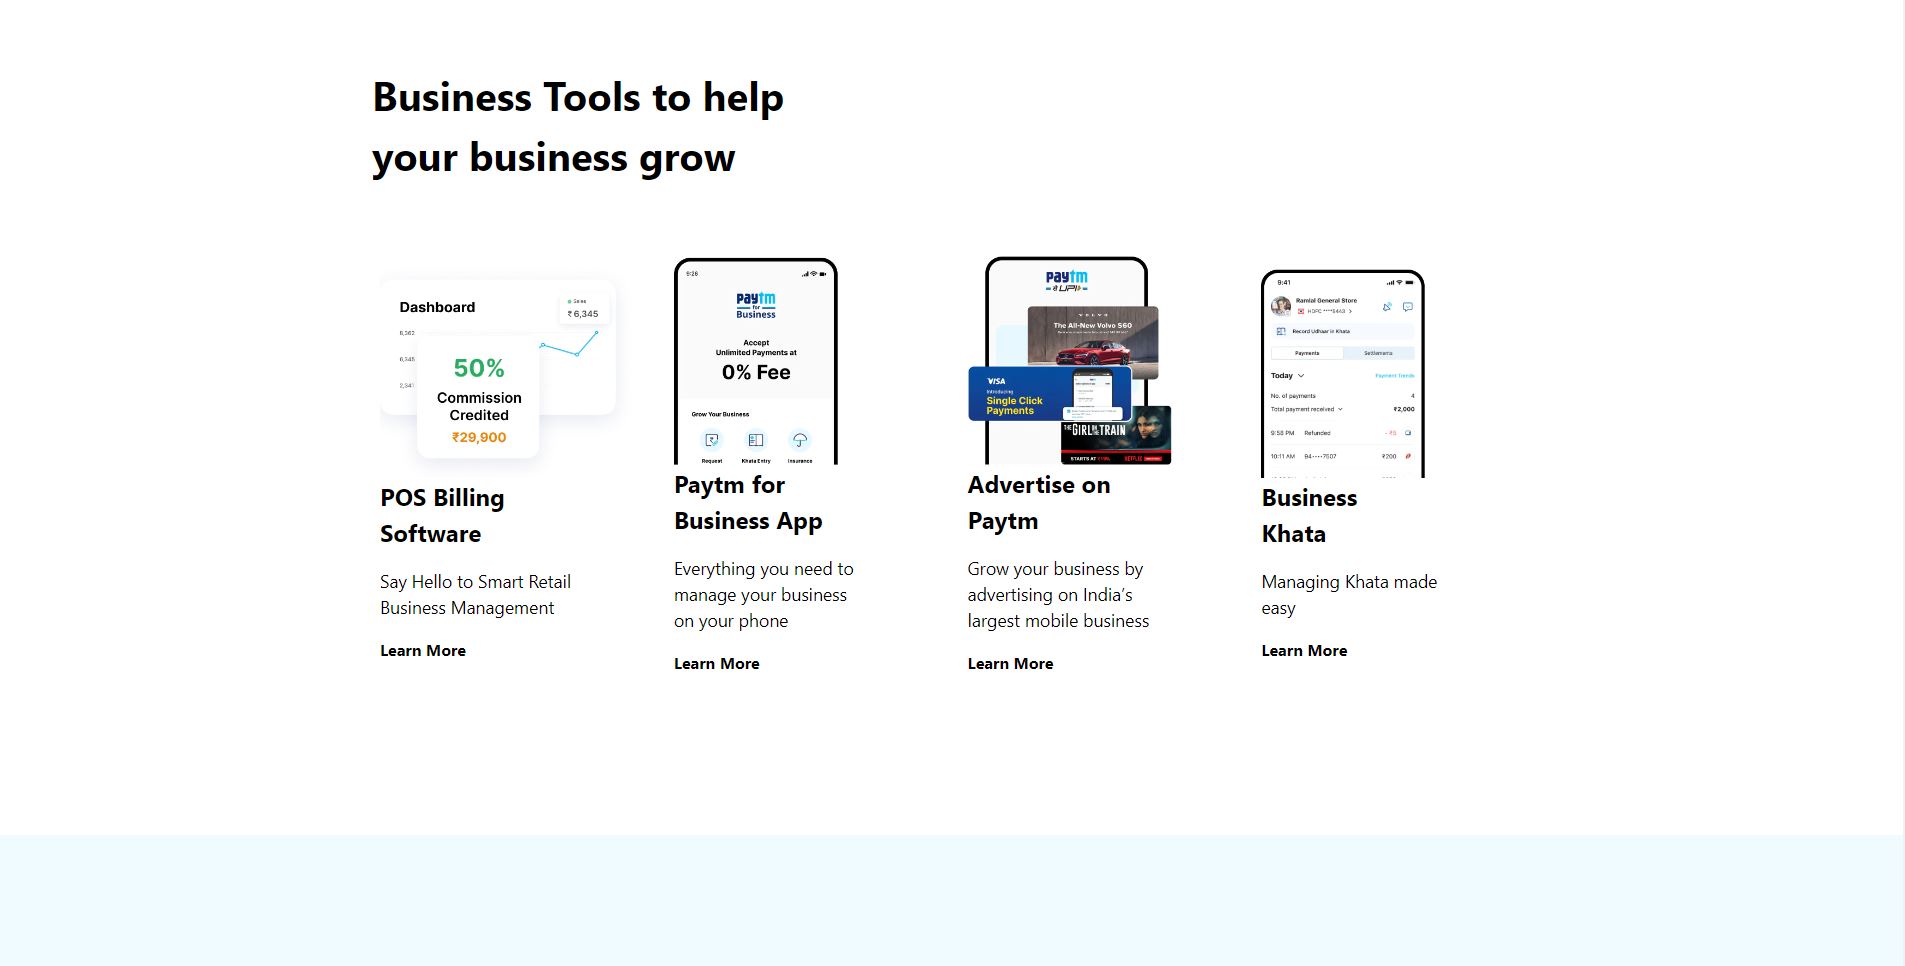 Business Tools to help
your business grow
Dashboard
Sales
₹ 6,345
8,362
6,345
2,341
50%
Commission
Credited
₹29,900
POS Billing
Software
Say Hello to Smart Retail
Business Management
Learn More
9:26
paytm
for
Business
Accept
Unlimited Payments at
0% Fee
Grow Your Business
Request
Khata Entry
Insurance
Paytm for
Business App
Everything you need to
manage your business
on your phone
Learn More
paytm
से UPI
VOLVO
The All-New Volvo S60
VISA
Introducing
Single Click
Payments
THE GIRL ON THE TRAIN
STARTS AT
NETFLIX
Advertise on
Paytm
Grow your business by
advertising on India's
largest mobile business
Learn More
9:41
Ramlal General Store
HDFC ****5443 >
Record Udhaar in Khata
Payments
Settlements
Today
Payment Trends
No. of payments
4
Total payment received
₹2,000
9:58 PM
Refunded
- ₹5
10:11 AM
94····7507
₹200
Business
Khata
Managing Khata made
easy
Learn More